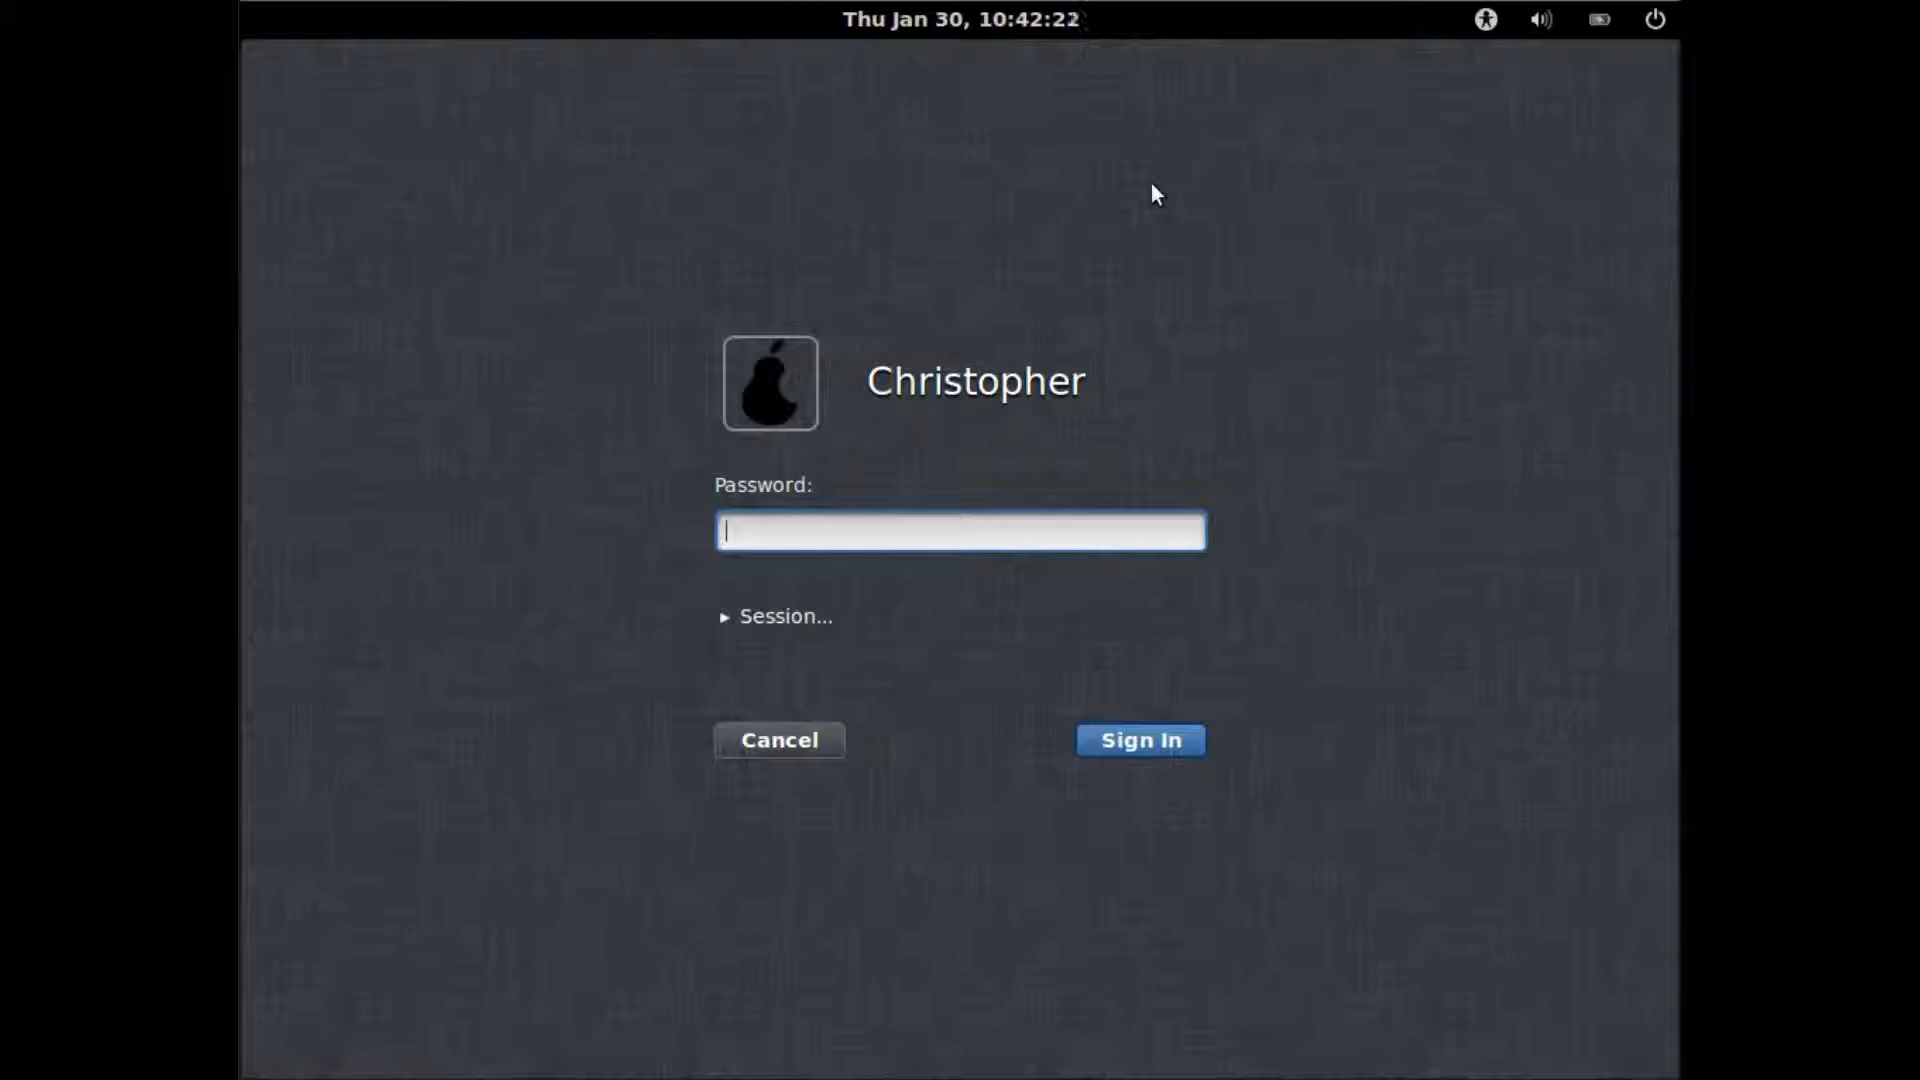 Thu Jan 30, 10:42:22
Christopher
Password:
Session...
Cancel
Sign In